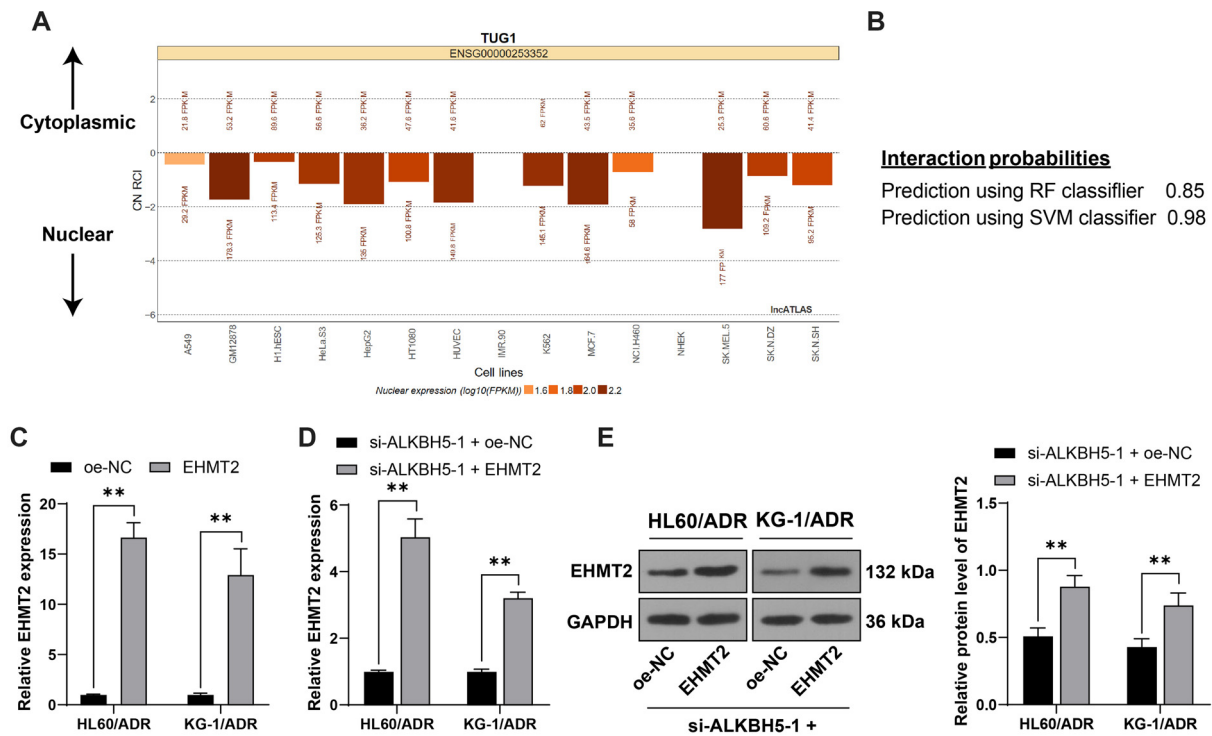 A
TUG1
ENSG00000253352
Cytoplasmic
Nuclear
CN RCI
2
0
−2
−4
−6
21.8 FPKM
53.2 FPKM
89.6 FPKM
56.6 FPKM
36.2 FPKM
47.6 FPKM
41.6 FPKM
62 FPKM
43.5 FPKM
35.6 FPKM
25.3 FPKM
60.6 FPKM
41.4 FPKM
29.2 FPKM
178.3 FPKM
113.4 FPKM
125.3 FPKM
135 FPKM
100.8 FPKM
149.8 FPKM
145.1 FPKM
164.6 FPKM
58 FPKM
177 FPKM
109.2 FPKM
95.2 FPKM
lncATLAS
A549
GM12878
H1.hESC
HeLa.S3
HepG2
HT1080
HUVEC
IMR.90
K562
MCF.7
NCI.H460
NHEK
SK.MEL.5
SK.N.DZ
SK.N.SH
Cell lines
Nuclear expression (log10(FPKM)) 1.6 1.8 2.0 2.2
B
Interaction probabilities
Prediction using RF classiflier 0.85
Prediction using SVM classifier 0.98
C
oe-NC EHMT2
Relative EHMT2 expression
20
15
10
5
0
** **
HL60/ADR KG-1/ADR
D
si-ALKBH5-1 + oe-NC
si-ALKBH5-1 + EHMT2
Relative EHMT2 expression
6
4
2
0
** **
HL60/ADR KG-1/ADR
E
HL60/ADR KG-1/ADR
EHMT2 132 kDa
GAPDH 36 kDa
oe-NC EHMT2 oe-NC EHMT2
si-ALKBH5-1 +
si-ALKBH5-1 + oe-NC
si-ALKBH5-1 + EHMT2
Relative protein level of EHMT2
1.5
1.0
0.5
0.0
** **
HL60/ADR KG-1/ADR